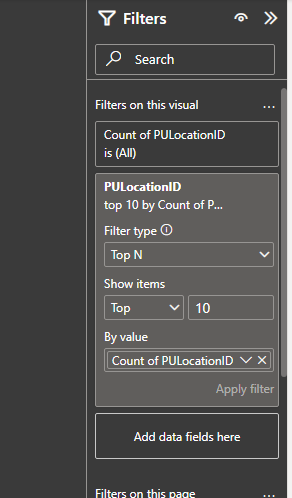 Filters
Search
Filters on this visual
Count of PULocationID
is (All)
PULocationID
top 10 by Count of P...
Filter type
Top N
Show items
Top 10
By value
Count of PULocationID
Apply filter
Add data fields here
Filters on this page